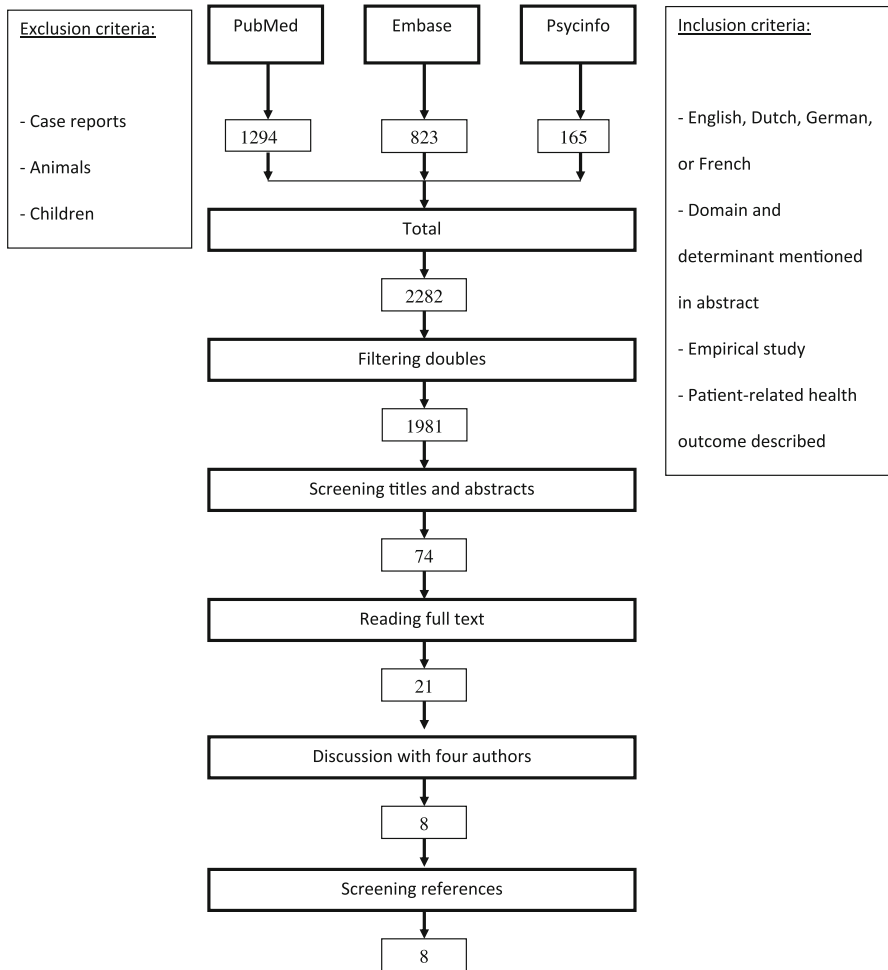 Exclusion criteria:
- Case reports
- Animals
- Children
PubMed
Embase
Psycinfo
1294
823
165
Total
2282
Filtering doubles
1981
Screening titles and abstracts
74
Reading full text
21
Discussion with four authors
8
Screening references
8
Inclusion criteria:
- English, Dutch, German,
or French
- Domain and
determinant mentioned
in abstract
- Empirical study
- Patient-related health
outcome described